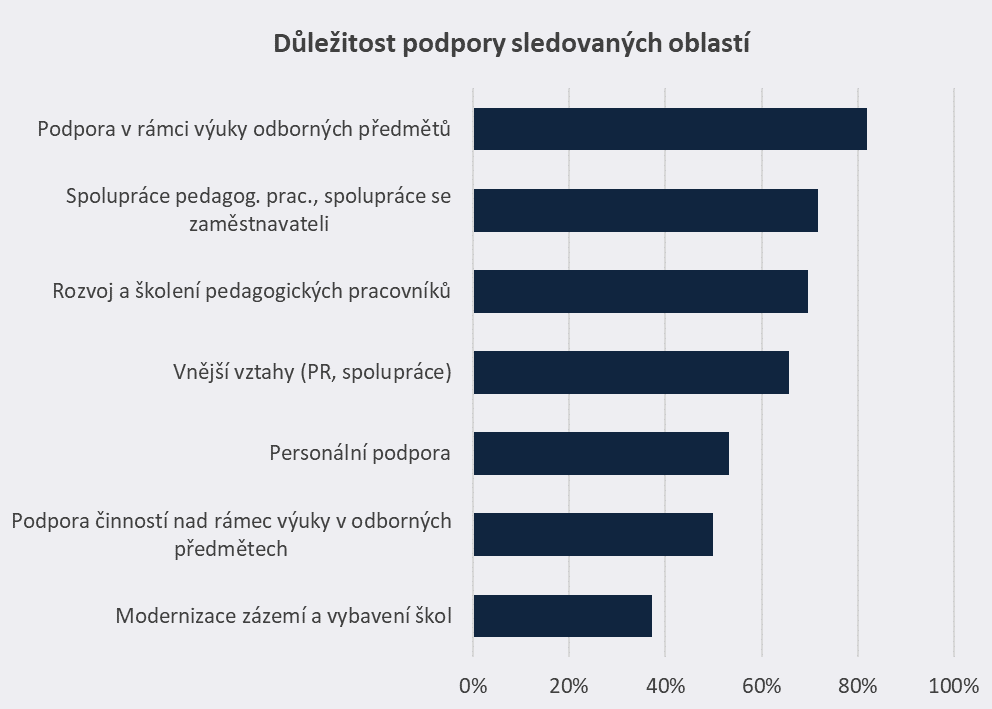 Důležitost podpory sledovaných oblastí
Podpora v rámci výuky odborných předmětů
Spolupráce pedagog. prac., spolupráce se
zaměstnavateli
Rozvoj a školení pedagogických pracovníků
Vnější vztahy (PR, spolupráce)
Personální podpora
Podpora činností nad rámec výuky v odborných
předmětech
Modernizace zázemí a vybavení škol
0% 20% 40% 60% 80% 100%